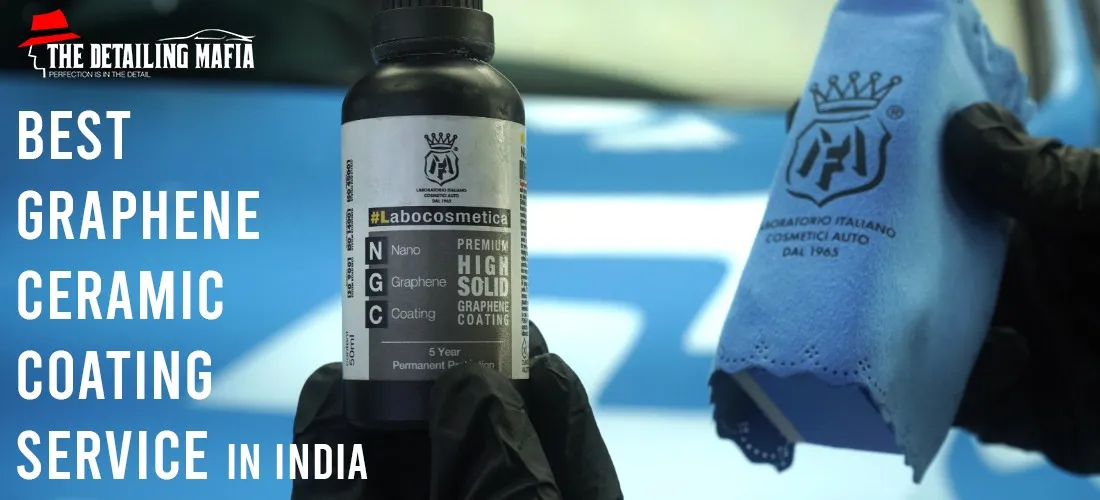 THE DETAILING MAFIA
PERFECTION IS IN THE DETAIL
BEST
GRAPHENE
CERAMIC
COATING
SERVICE IN INDIA
LABORATORIO ITALIANO
COSMETICI AUTO
DAL 1965
#Labocosmetica
N Nano
G Graphene
C Coating
PREMIUM
HIGH
SOLID
GRAPHENE
COATING
5 Year
Permanent
50ml
LABORATORIO ITALIANO
COSMETICI AUTO
DAL 1965